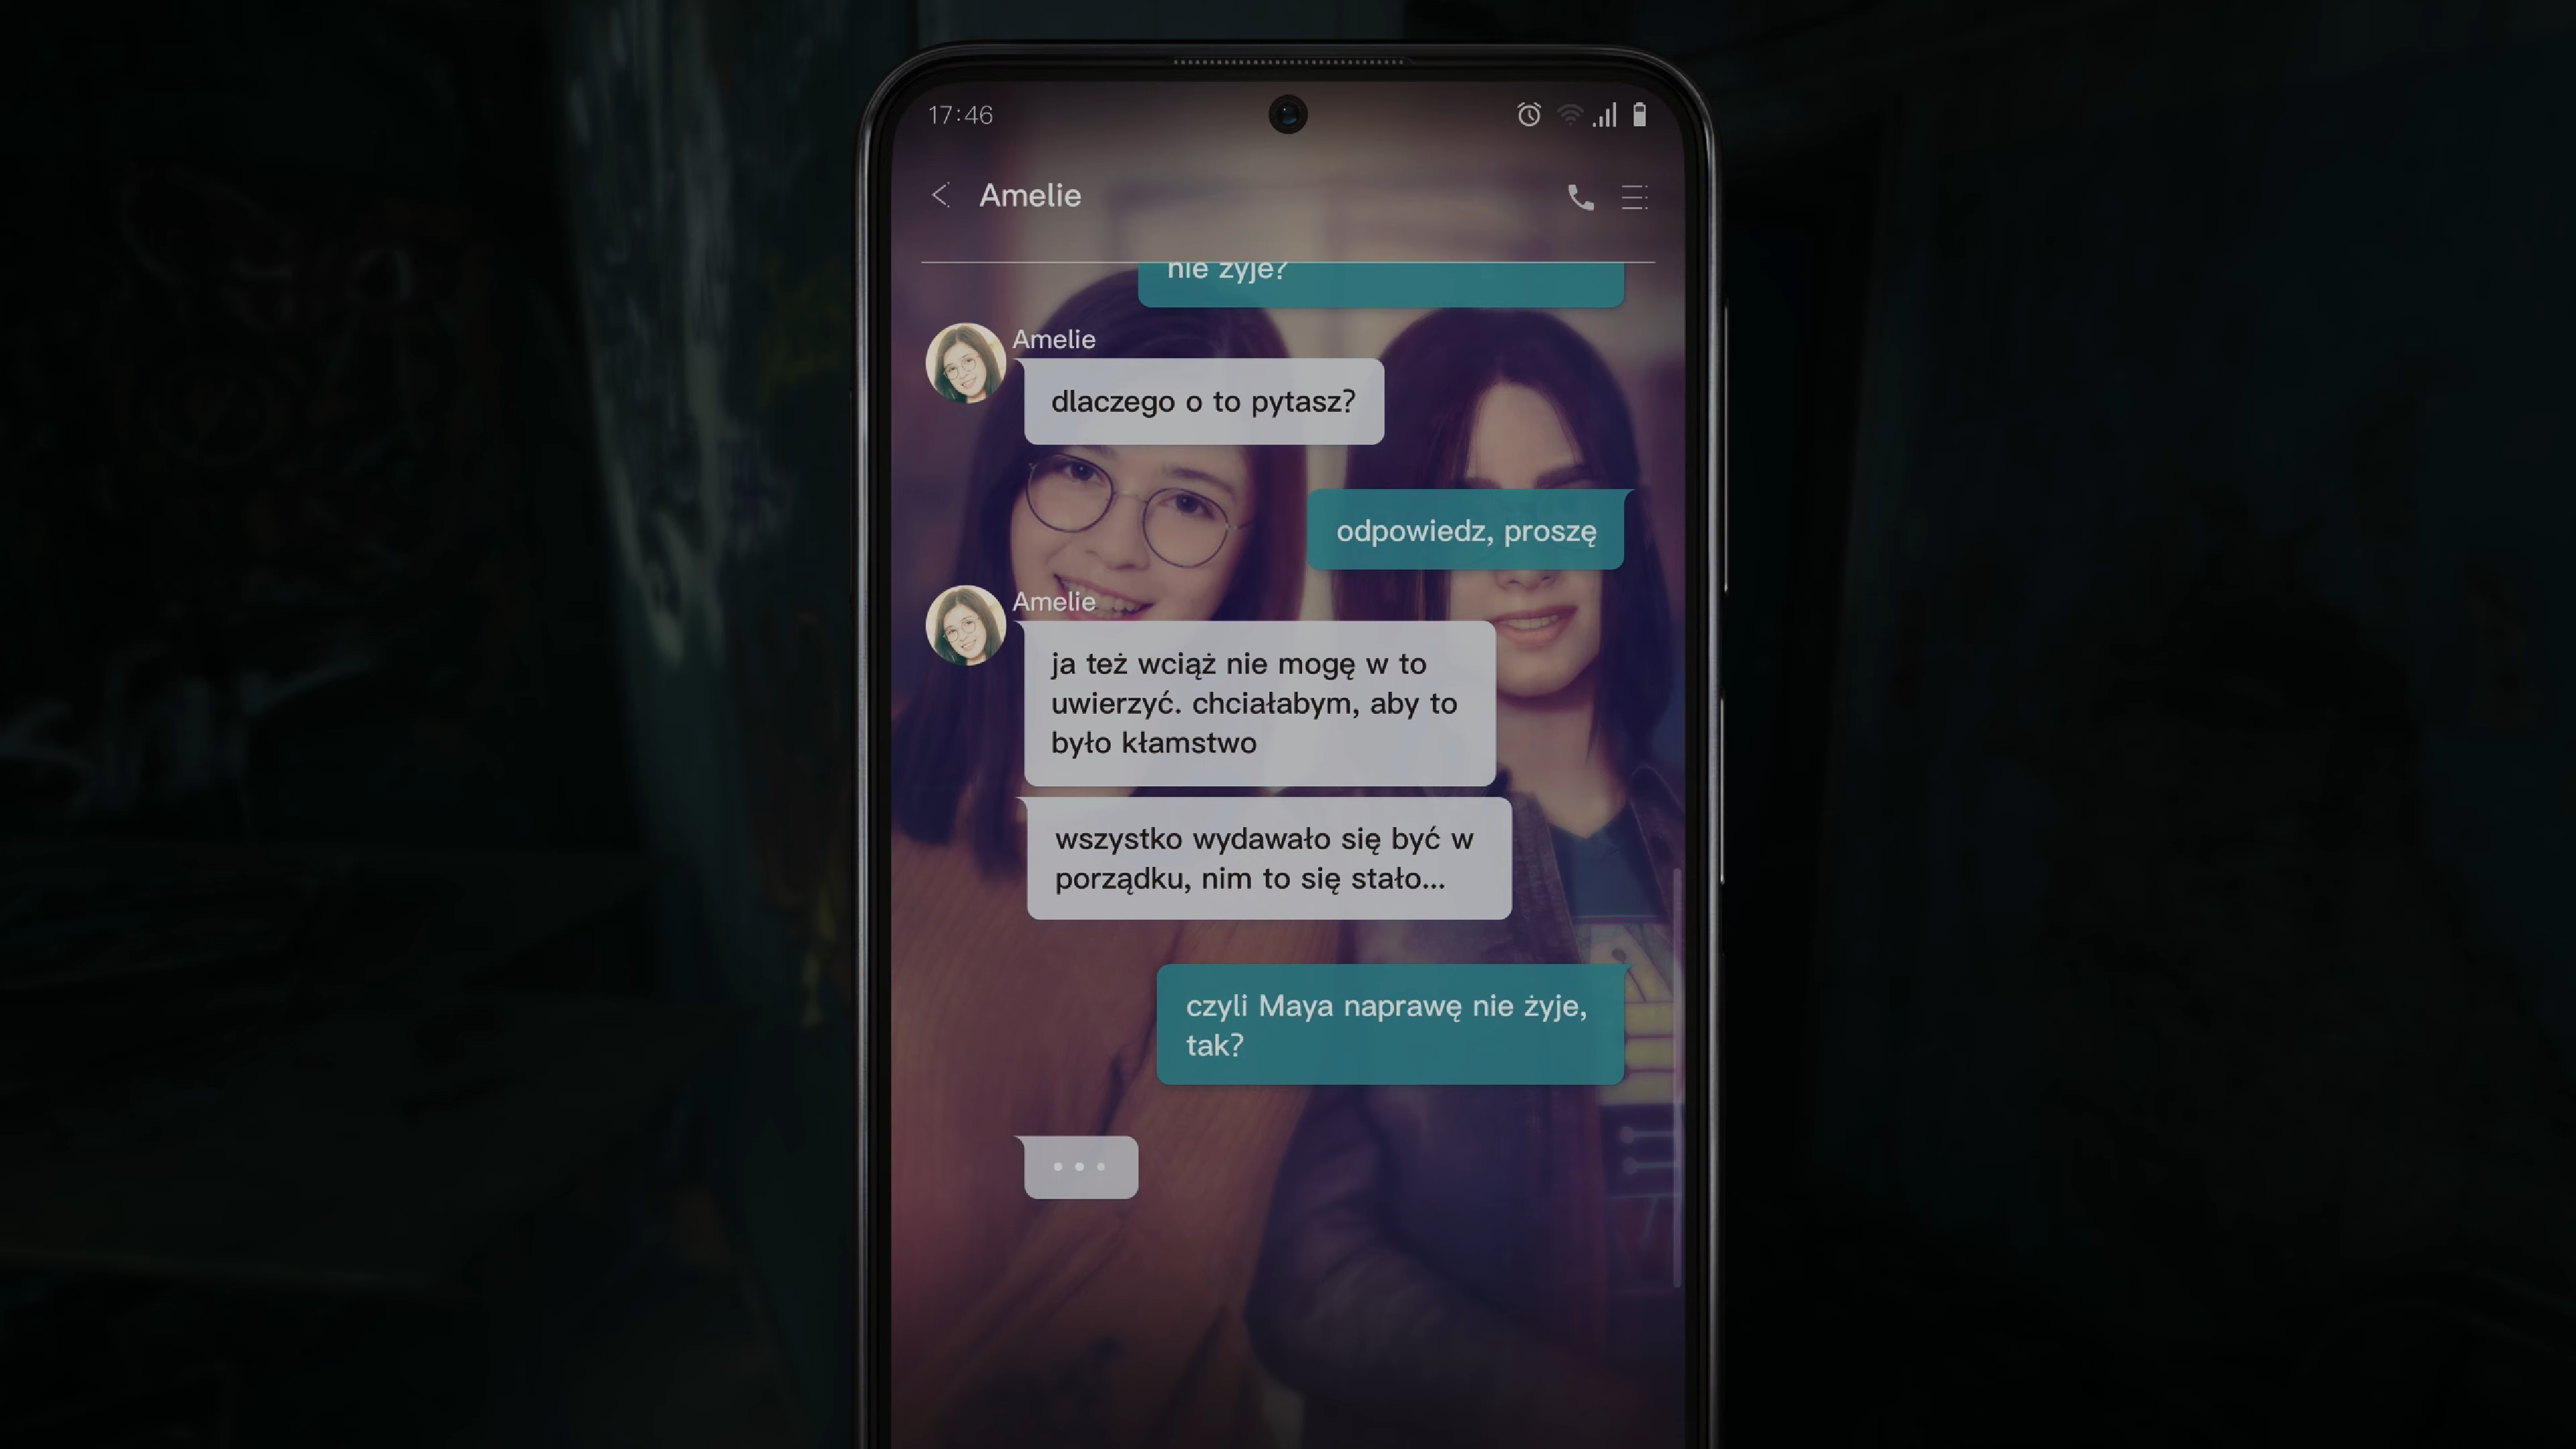 17:46
Amelie
nie żyje?
Amelie
dlaczego o to pytasz?
odpowiedz, proszę
Amelie
ja też wciąż nie mogę w to
uwierzyć. chciałabym, aby to
było kłamstwo
wszystko wydawało się być w
porządku, nim to się stało...
czyli Maya naprawę nie żyje,
tak?